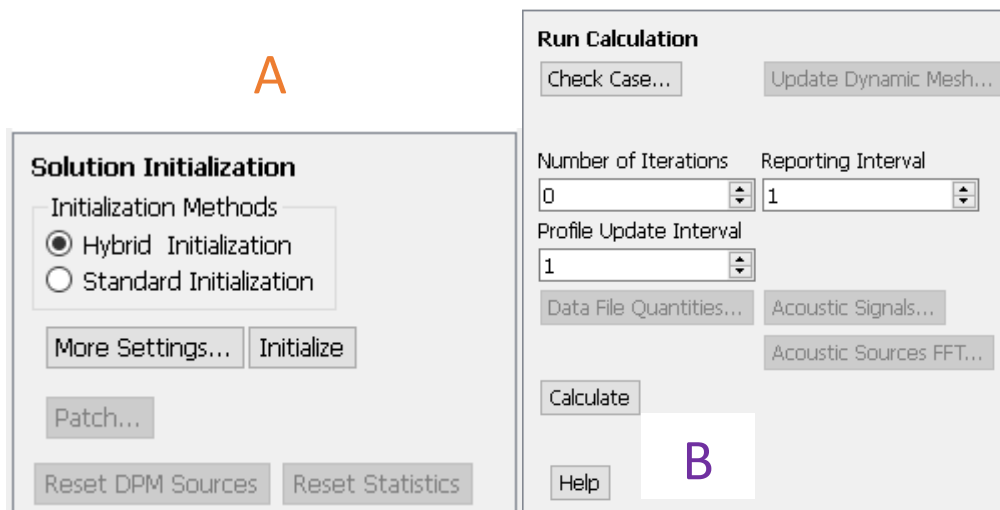 A
Solution Initialization
Initialization Methods
Hybrid Initialization
Standard Initialization
More Settings... Initialize
Patch...
Reset DPM Sources Reset Statistics
Run Calculation
Check Case... Update Dynamic Mesh...
Number of Iterations Reporting Interval
0 1
Profile Update Interval
1
Data File Quantities... Acoustic Signals...
Acoustic Sources FFT...
Calculate
B
Help